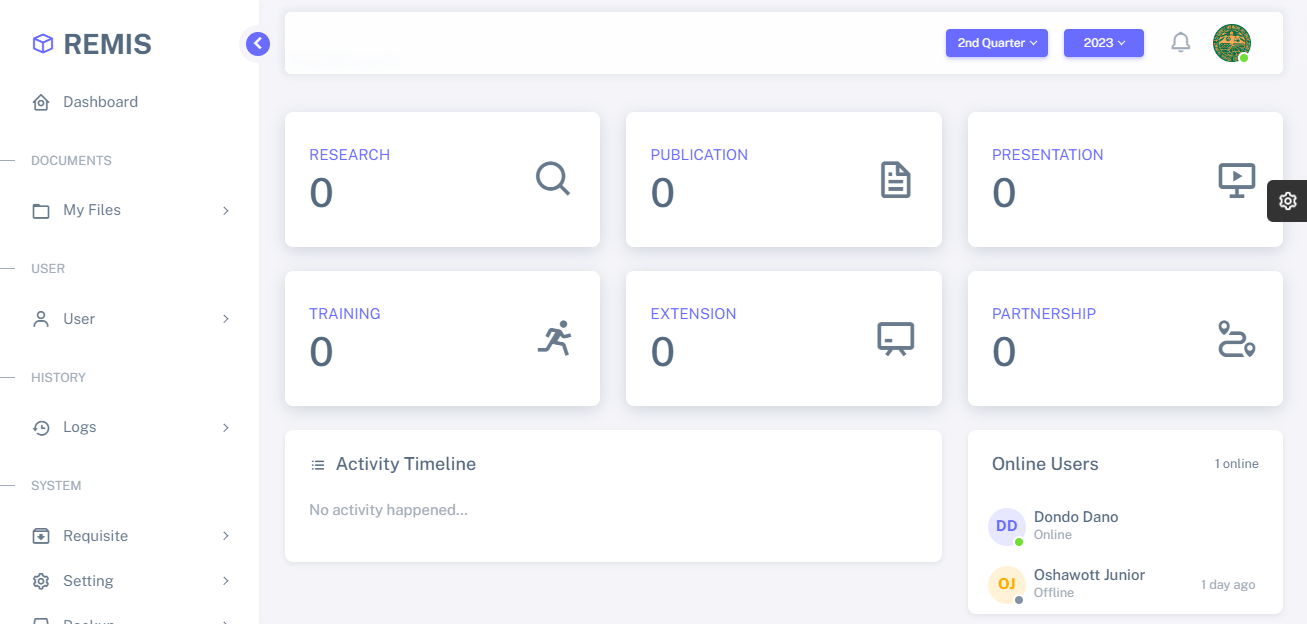 REMIS
Dashboard
DOCUMENTS
My Files
USER
User
HISTORY
Logs
SYSTEM
Requisite
Setting
Backup
2nd Quarter
2023
RESEARCH
0
PUBLICATION
0
PRESENTATION
0
TRAINING
0
EXTENSION
0
PARTNERSHIP
0
Activity Timeline
No activity happened...
Online Users
1 online
DD
Dondo Dano
Online
OJ
Oshawott Junior
Offline
1 day ago